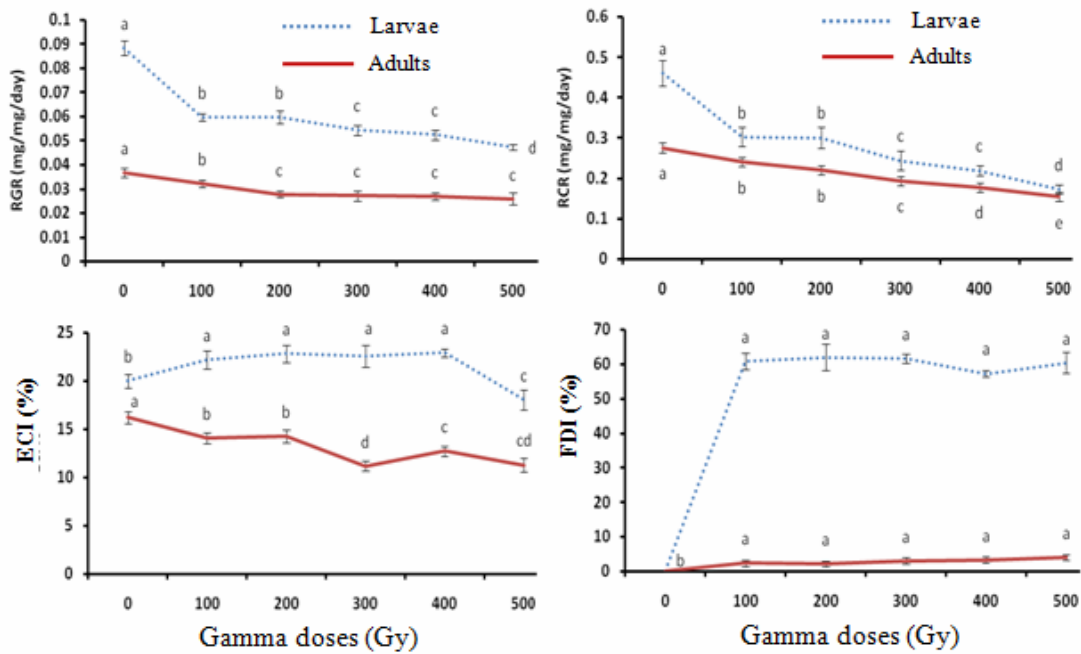 0.1
0.09
0.08
0.07
0.06
0.05
0.04
0.03
0.02
0.01
0
RGR (mg/mg/day)
Larvae
Adults
a
b
b
c
c
d
a
b
c
c
c
c
0 100 200 300 400 500
0.6
0.5
0.4
0.3
0.2
0.1
0
RCR (mg/mg/day)
Larvae
Adults
a
b
b
c
c
d
a
b
b
c
d
e
0 100 200 300 400 500
25
20
15
10
5
0
ECI (%)
b
a
a
a
a
c
a
b
b
d
c
cd
0 100 200 300 400 500
Gamma doses (Gy)
70
60
50
40
30
20
10
0
FDI (%)
a
a
a
a
a
b
a
a
a
a
a
0 100 200 300 400 500
Gamma doses (Gy)